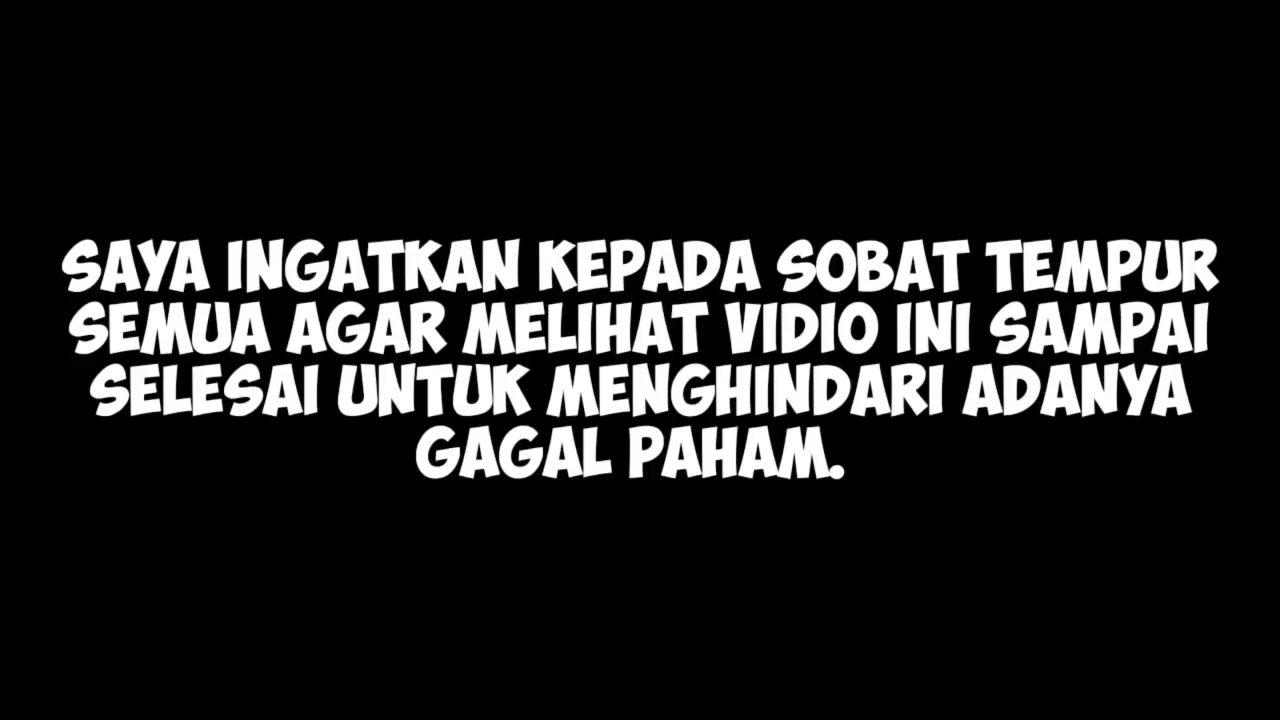 SAYA INGATKAN KEPADA SOBAT TEMPUR
SEMUA AGAR MELIHAT VIDIO INI SAMPAI
SELESAI UNTUK MENGHINDARI ADANYA
GAGAL PAHAM.